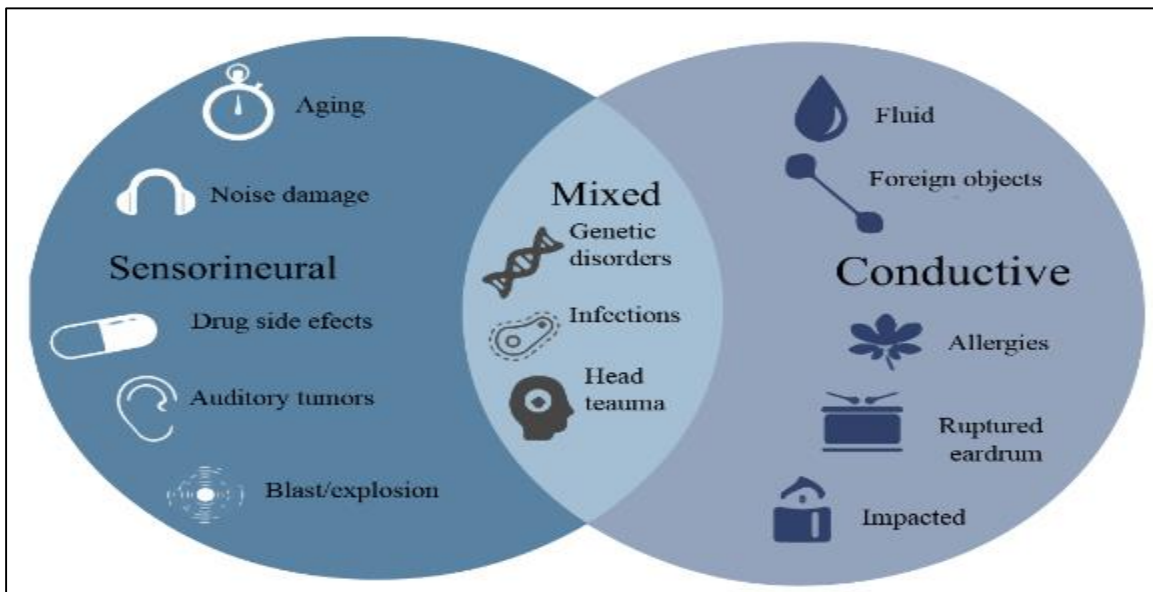 Aging
Noise damage
Sensorineural
Drug side efects
Auditory tumors
Blast/explosion
Mixed
Genetic
disorders
Infections
Head
teauma
Fluid
Foreign objects
Conductive
Allergies
Ruptured
eardrum
Impacted